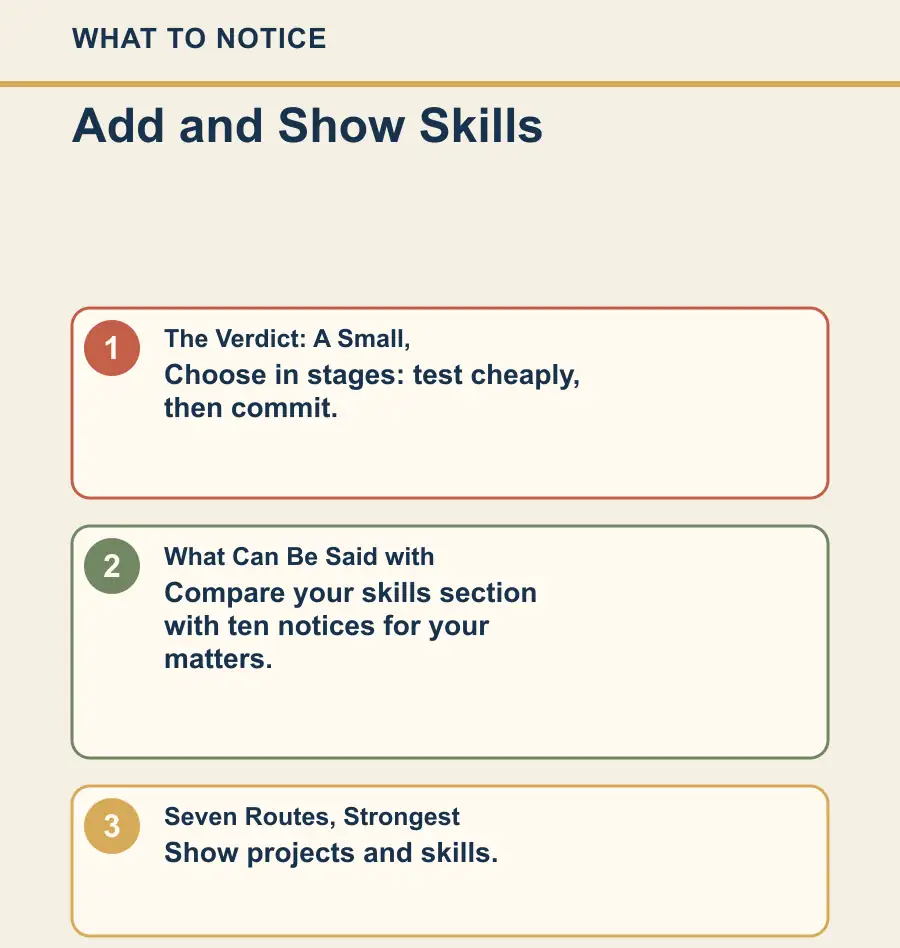 WHAT TO NOTICE
Add and Show Skills
1
The Verdict: A Small,
Choose in stages: test cheaply,
then commit.
2
What Can Be Said with
Compare your skills section
with ten notices for your
matters.
3
Seven Routes, Strongest
Show projects and skills.